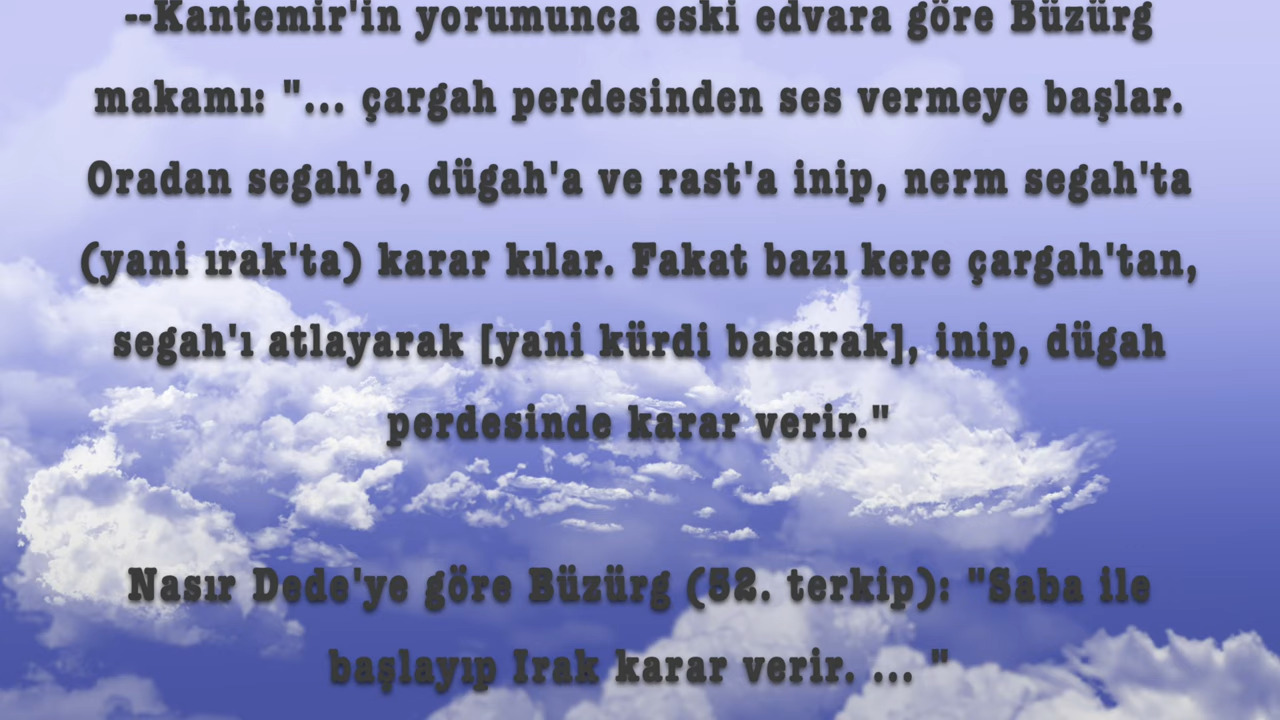 --Kantemir'in yorumunca eski edvara göre Büzürg
makamı: "... çargah perdesinden ses vermeye başlar.
Oradan segah'a, dügah'a ve rast'a inip, nerm segah'ta
(yani ırak'ta) karar kılar. Fakat bazı kere çargah'tan,
segah'ı atlayarak [yani kürdi basarak], inip, dügah
perdesinde karar verir."
Nasır Dede'ye göre Büzürg (52. terkip): "Saba ile
başlayıp Irak karar verir. ... "